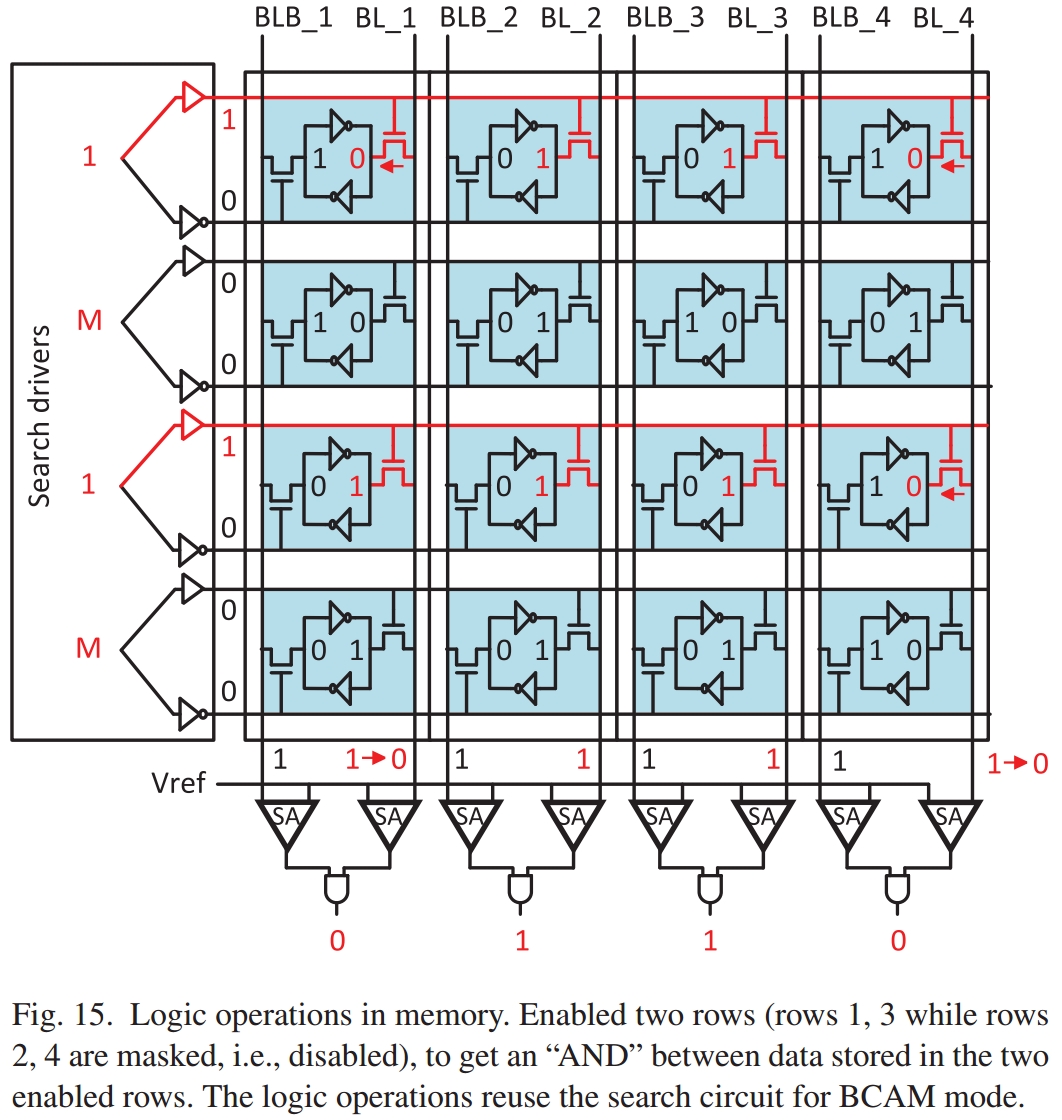 BLB_1 BL_1 BLB_2 BL_2 BLB_3 BL_3 BLB_4 BL_4
Search drivers
1
1 0 0 1 0 1 1 0
1
0
0
M
1 0 0 1 1 0 0 1
0
1
1
0 1 0 1 0 1 1 0
0
0
M
0 1 0 1 0 1 1 0
0
1 1→0 1 1 1 1 1 1→0
Vref
SA SA SA SA SA SA SA SA
0 1 1 0
Fig. 15. Logic operations in memory. Enabled two rows (rows 1, 3 while rows
2, 4 are masked, i.e., disabled), to get an “AND” between data stored in the two
enabled rows. The logic operations reuse the search circuit for BCAM mode.